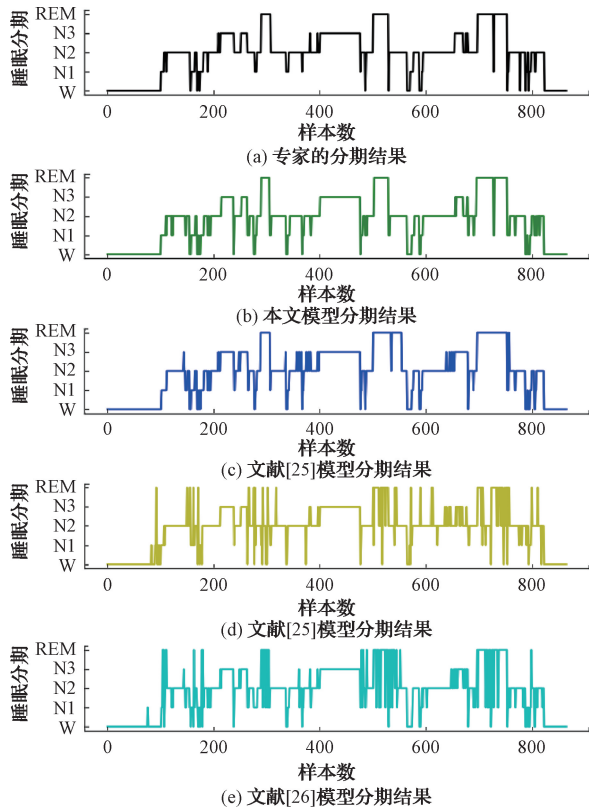 睡眠分期
REM
N3
N2
N1
W
0 200 400 600 800
样本数
(a) 专家的分期结果
睡眠分期
REM
N3
N2
N1
W
0 200 400 600 800
样本数
(b) 本文模型分期结果
睡眠分期
REM
N3
N2
N1
W
0 200 400 600 800
样本数
(c) 文献[25]模型分期结果
睡眠分期
REM
N3
N2
N1
W
0 200 400 600 800
样本数
(d) 文献[25]模型分期结果
睡眠分期
REM
N3
N2
N1
W
0 200 400 600 800
样本数
(e) 文献[26]模型分期结果